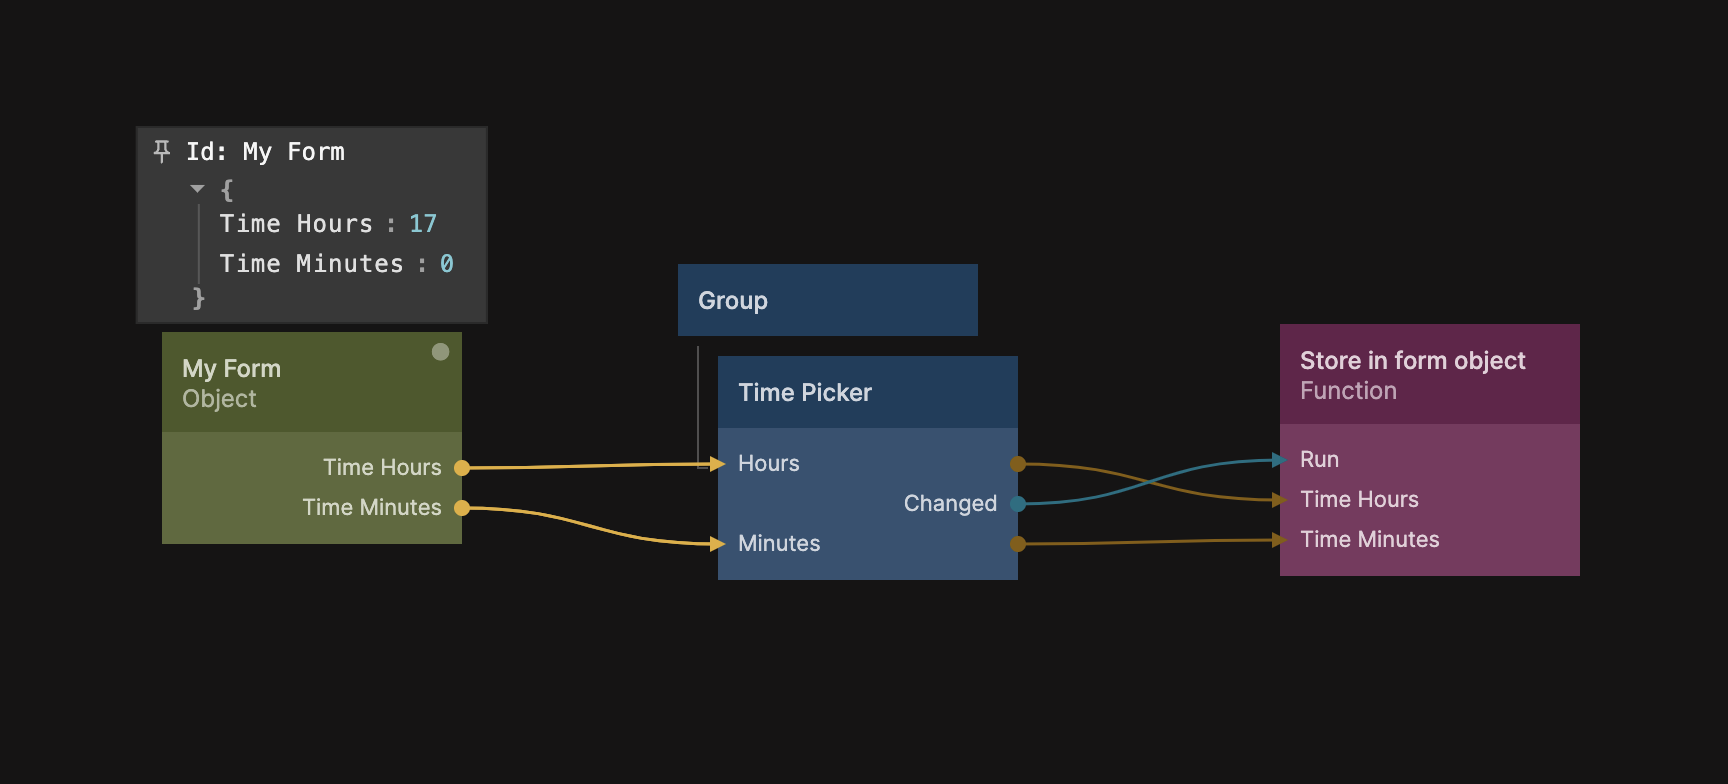 Id: My Form
{
Time Hours : 17
Time Minutes : 0
}
My Form
Object
Time Hours
Time Minutes
Group
Time Picker
Hours
Changed
Minutes
Store in form object
Function
Run
Time Hours
Time Minutes